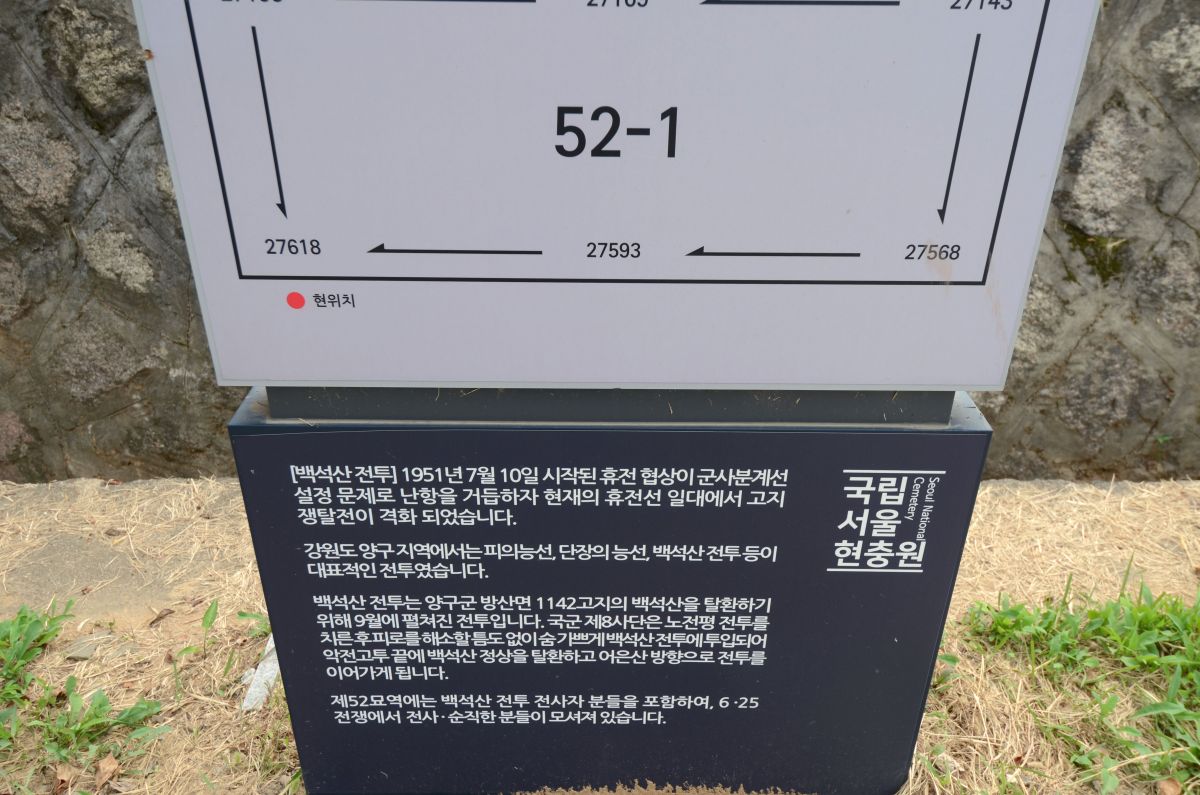 27169
27143
52-1
27618
27593
27568
현위치
[백석산 전투] 1951년 7월 10일 시작된 휴전 협상이 군사분계선
설정 문제로 난항을 거듭하자 현재의 휴전선 일대에서 고지
쟁탈전이 격화 되었습니다.
강원도 양구 지역에서는 피의능선, 단장의 능선, 백석산 전투 등이
대표적인 전투였습니다.
백석산 전투는 양구군 방산면 1142고지의 백석산을 탈환하기
위해 9월에 펼쳐진 전투입니다. 국군 제8사단은 노전평 전투를
치른 후 피로를 해소할 틈도 없이 숨 가쁘게 백석산 전투에 투입되어
악전고투 끝에 백석산 정상을 탈환하고 어은산 방향으로 전투를
이어가게 됩니다.
제52묘역에는 백석산 전투 전사자 분들을 포함하여, 6·25
전쟁에서 전사·순직한 분들이 모셔져 있습니다.
국립
서울
현충원
Seoul National
Cemetery